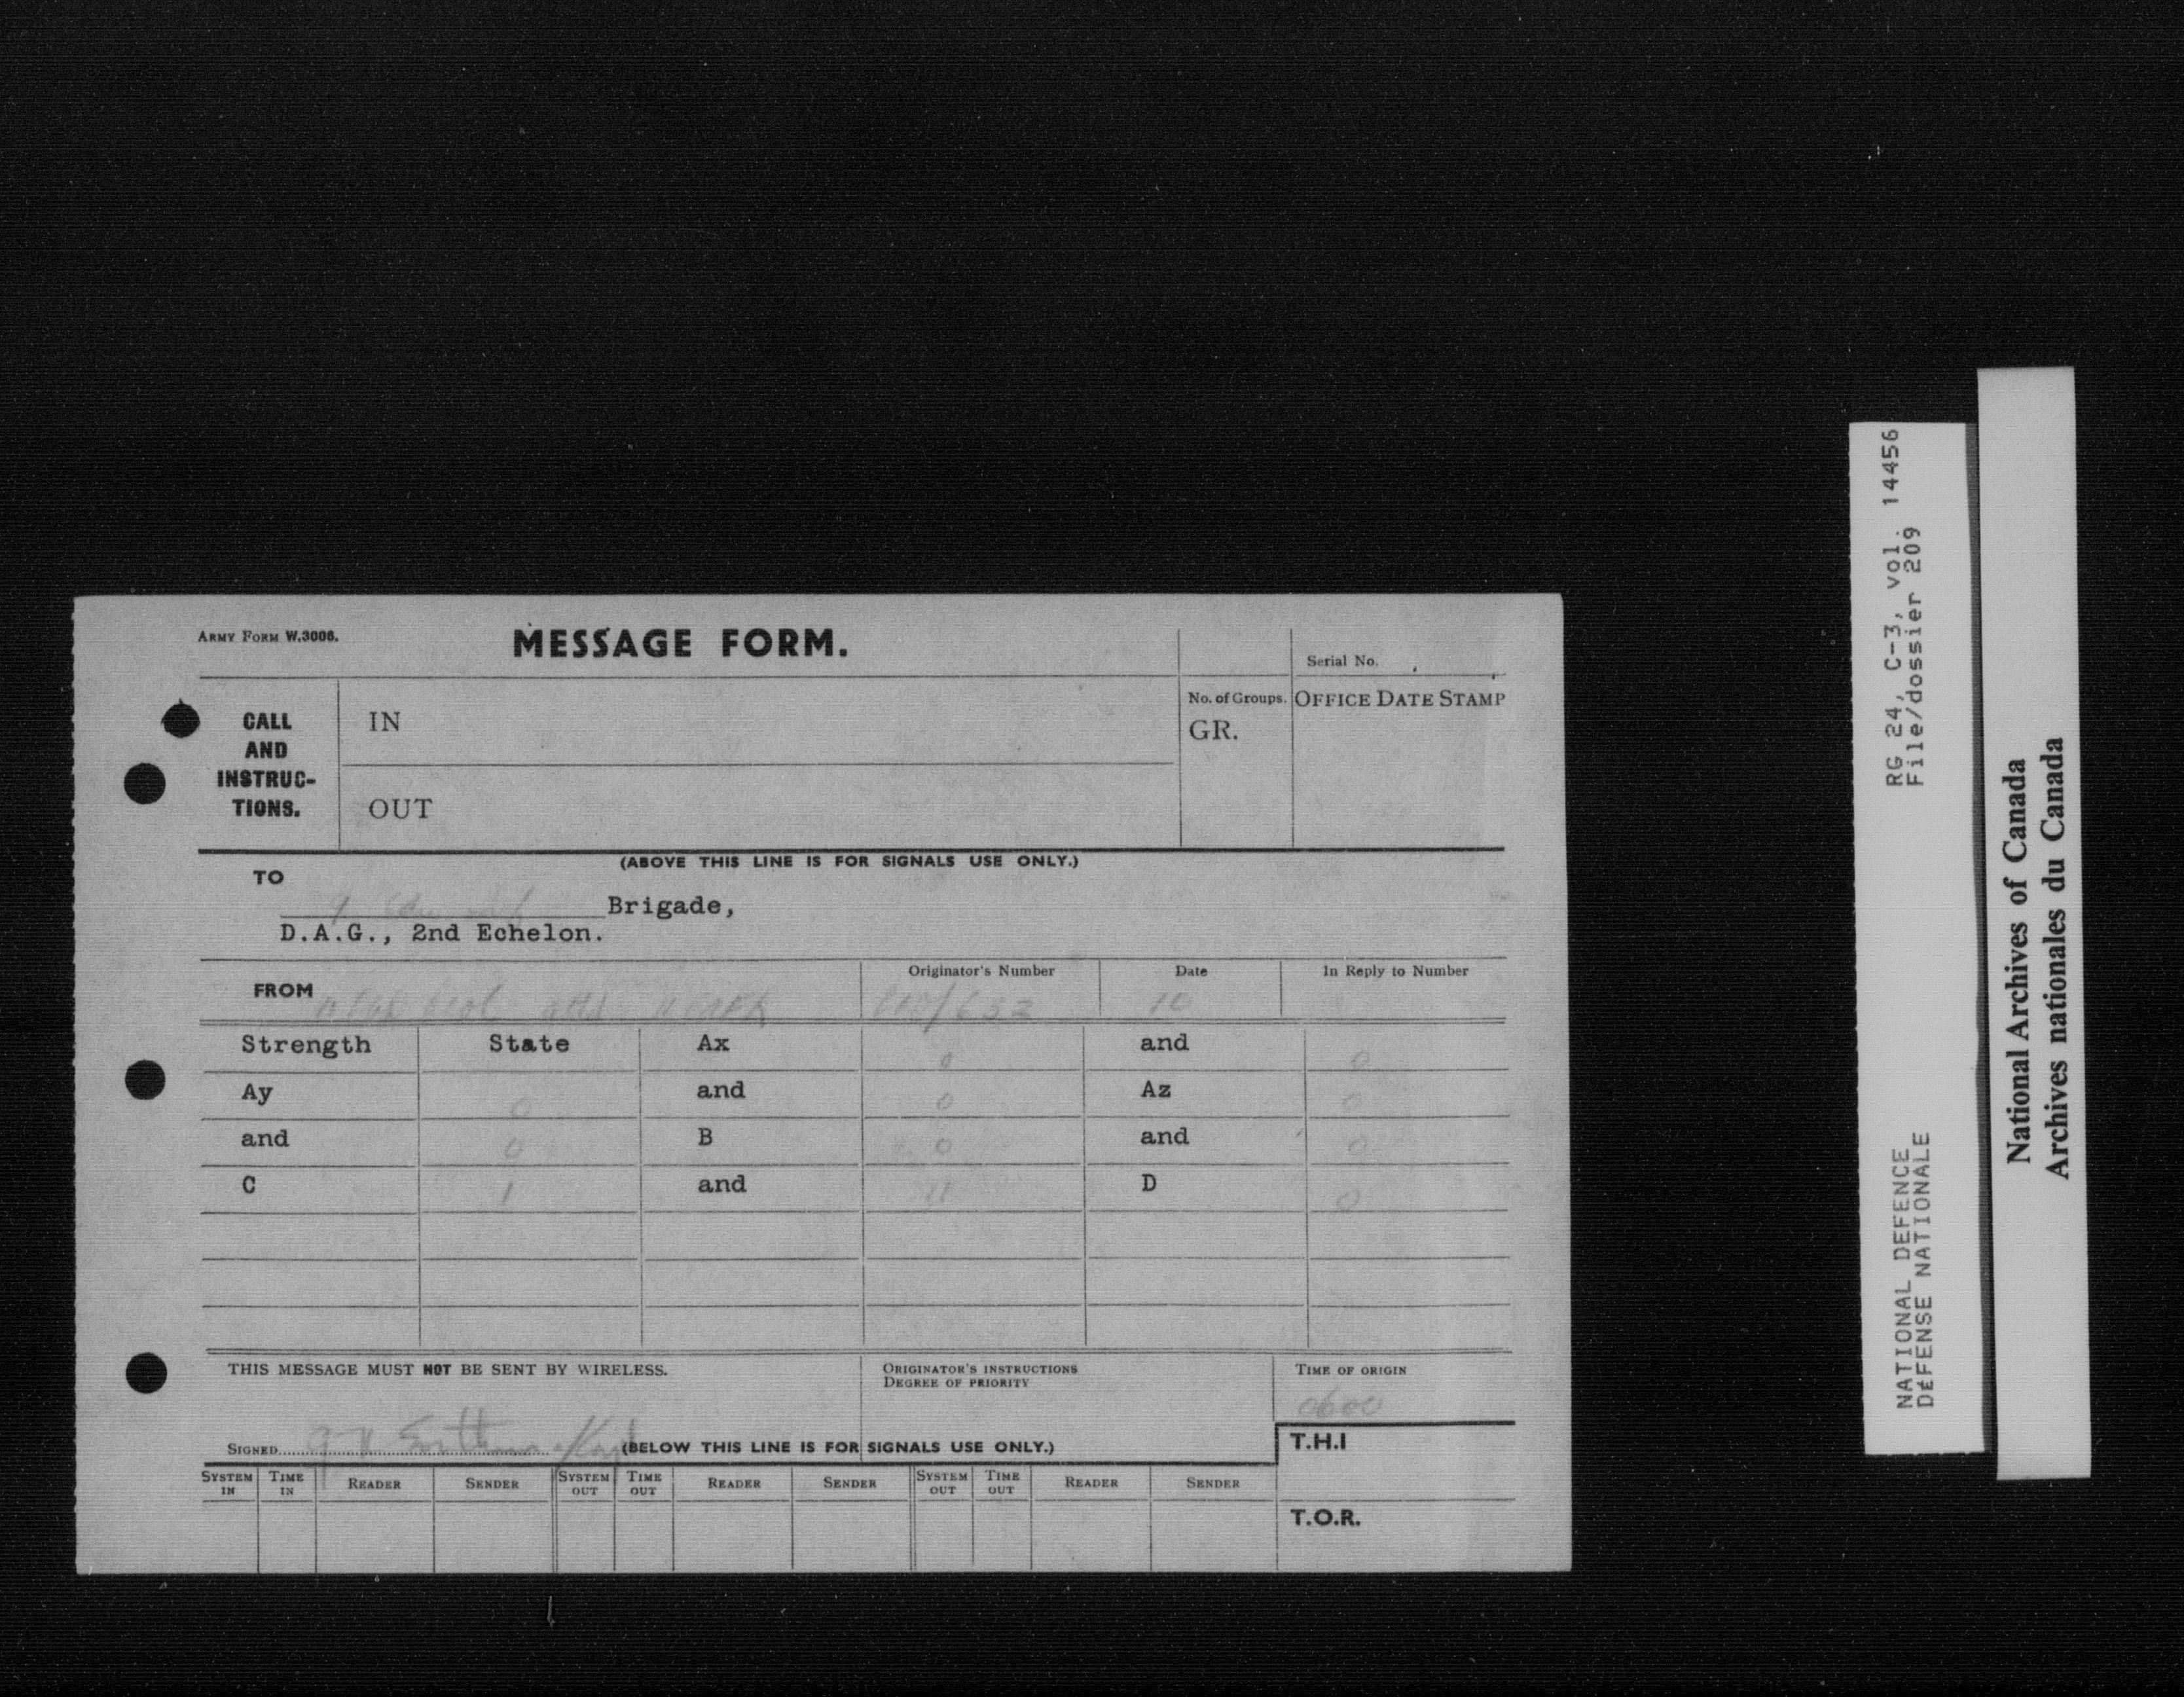 ARMY FORM W.3006.
MESSAGE FORM.
Serial No.
CALL AND INSTRUC-TIONS.
IN
No. of Groups.
GR.
OFFICE DATE STAMP
OUT
(ABOVE THIS LINE IS FOR SIGNALS USE ONLY.)
TO
9 Brigade,
D.A.G., 2nd Echelon.
FROM
Originator's Number
Date
10
In Reply to Number
Strength State Ax 0 and 0
Ay 0 and 0 Az 0
and 0 B 0 and 0
C 1 and 11 D 0
THIS MESSAGE MUST NOT BE SENT BY WIRELESS.
ORIGINATOR'S INSTRUCTIONS
DEGREE OF PRIORITY
TIME OF ORIGIN
0600
SIGNED
(BELOW THIS LINE IS FOR SIGNALS USE ONLY.)
T.H.I
SYSTEM IN TIME IN READER SENDER SYSTEM OUT TIME OUT READER SENDER SYSTEM OUT TIME OUT READER SENDER
T.O.R.
RG 24, C-3, vol. 14456
File/dossier 209
NATIONAL DEFENCE
DÉFENSE NATIONALE
National Archives of Canada
Archives nationales du Canada